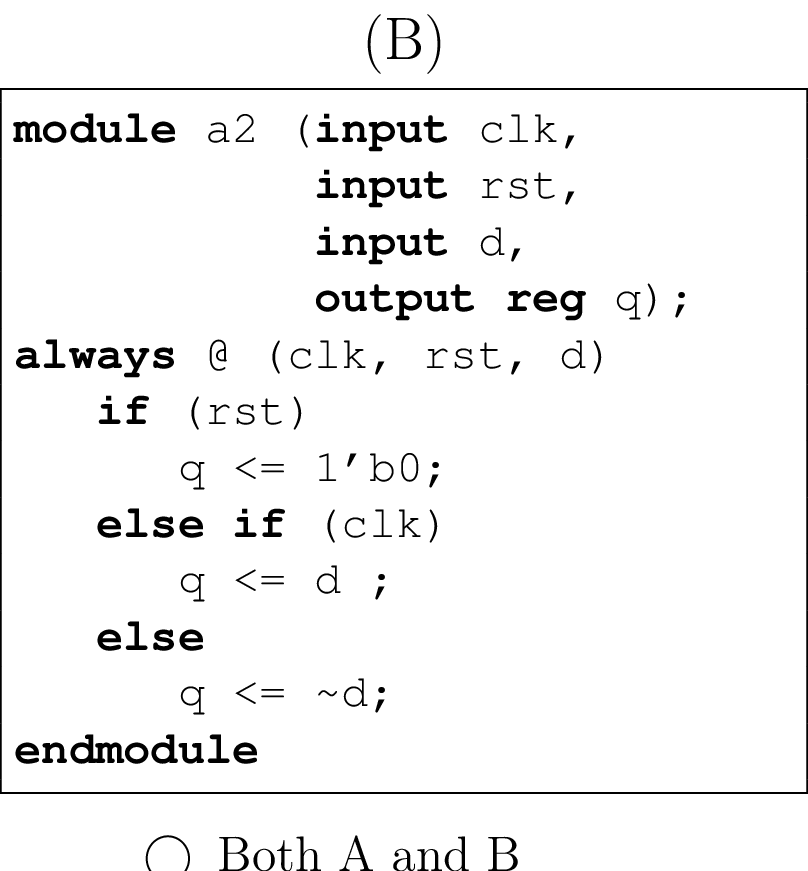 (B)
module a2 (input clk,
input rst,
input d,
output reg q);
always @ (clk, rst, d)
if (rst)
q <= 1'b0;
else if (clk)
q <= d ;
else
q <= ~d;
endmodule
Both A and B